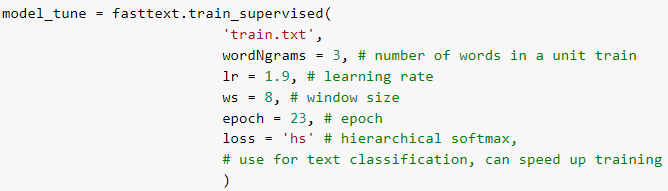 model_tune = fasttext.train_supervised(
'train.txt',
wordNgrams = 3, # number of words in a unit train
lr = 1.9, # learning rate
ws = 8, # window size
epoch = 23, # epoch
loss = 'hs' # hierarchical softmax,
# use for text classification, can speed up training
)